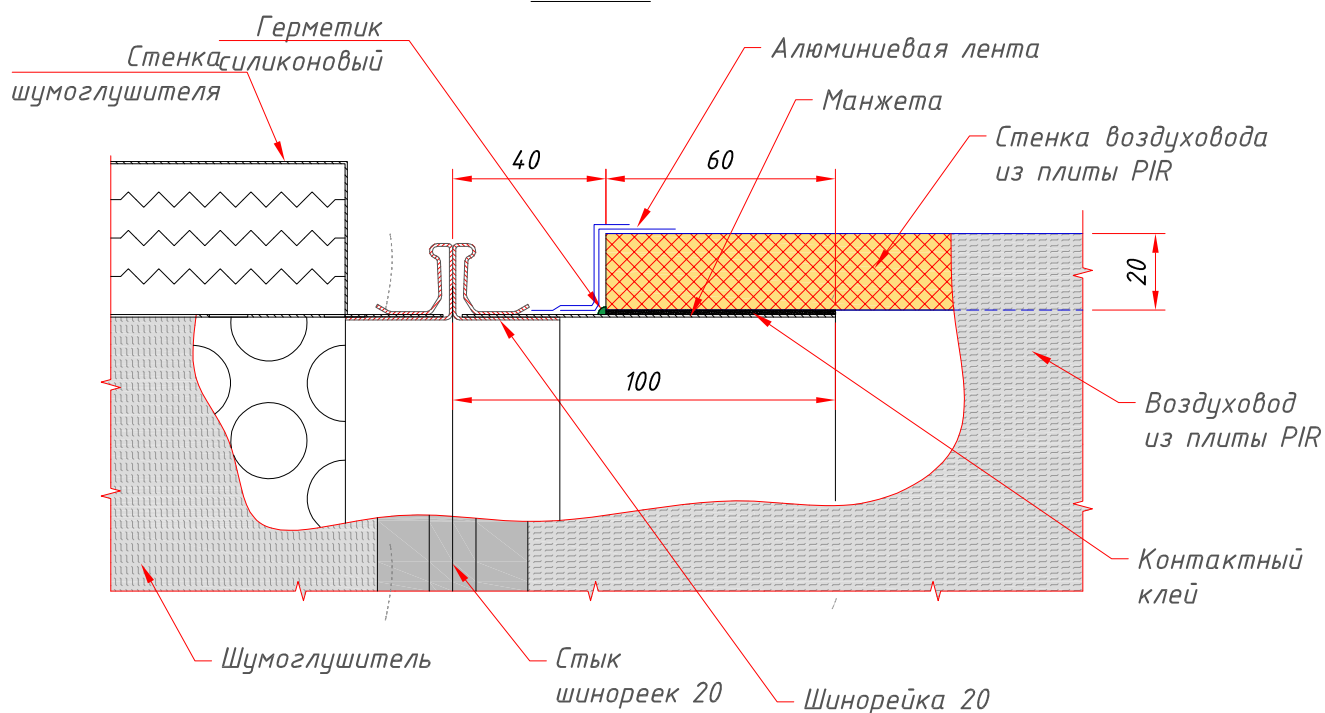 Герметик
силиконовый
Стенка
шумоглушителя
Алюминиевая лента
Манжета
Стенка воздуховода
из плиты PIR
40
60
20
100
Воздуховод
из плиты PIR
Контактный
клей
Шумоглушитель
Стык
шинореек 20
Шинорейка 20